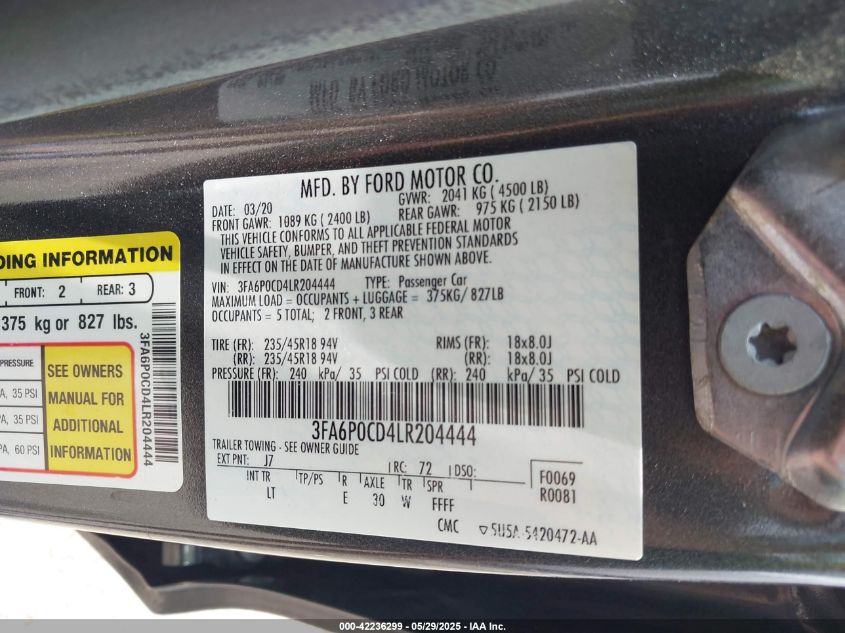 MFD. BY FORD MOTOR CO.
DATE: 03/20 GVWR: 2041 KG ( 4500 LB)
FRONT GAWR: 1089 KG ( 2400 LB) REAR GAWR: 975 KG ( 2150 LB)
THIS VEHICLE CONFORMS TO ALL APPLICABLE FEDERAL MOTOR
VEHICLE SAFETY, BUMPER, AND THEFT PREVENTION STANDARDS
IN EFFECT ON THE DATE OF MANUFACTURE SHOWN ABOVE.
VIN: 3FA6P0CD4LR204444 TYPE: Passenger Car
MAXIMUM LOAD = OCCUPANTS + LUGGAGE = 375KG/ 827LB
OCCUPANTS = 5 TOTAL; 2 FRONT, 3 REAR
TIRE (FR): 235/45R18 94V RIMS (FR): 18x8.0J
(RR): 235/45R18 94V (RR): 18x8.0J
PRESSURE (FR): 240 kPa/ 35 PSI COLD (RR): 240 kPa/ 35 PSI COLD
3FA6P0CD4LR204444
TRAILER TOWING - SEE OWNER GUIDE
EXT PNT: J7 RC: 72 DSO: F0069
INT TR TP/PS R AXLE TR SPR R0081
LT E 30 W FFFF
CMC 5U5A-5420472-AA
DING INFORMATION
FRONT: 2 REAR: 3
375 kg or 827 lbs.
PRESSURE
A, 35 PSI
A, 35 PSI
PA, 60 PSI
SEE OWNERS
MANUAL FOR
ADDITIONAL
INFORMATION
3FA6P0CD4LR204444
000-42236299 - 05/29/2025 - IAA Inc.